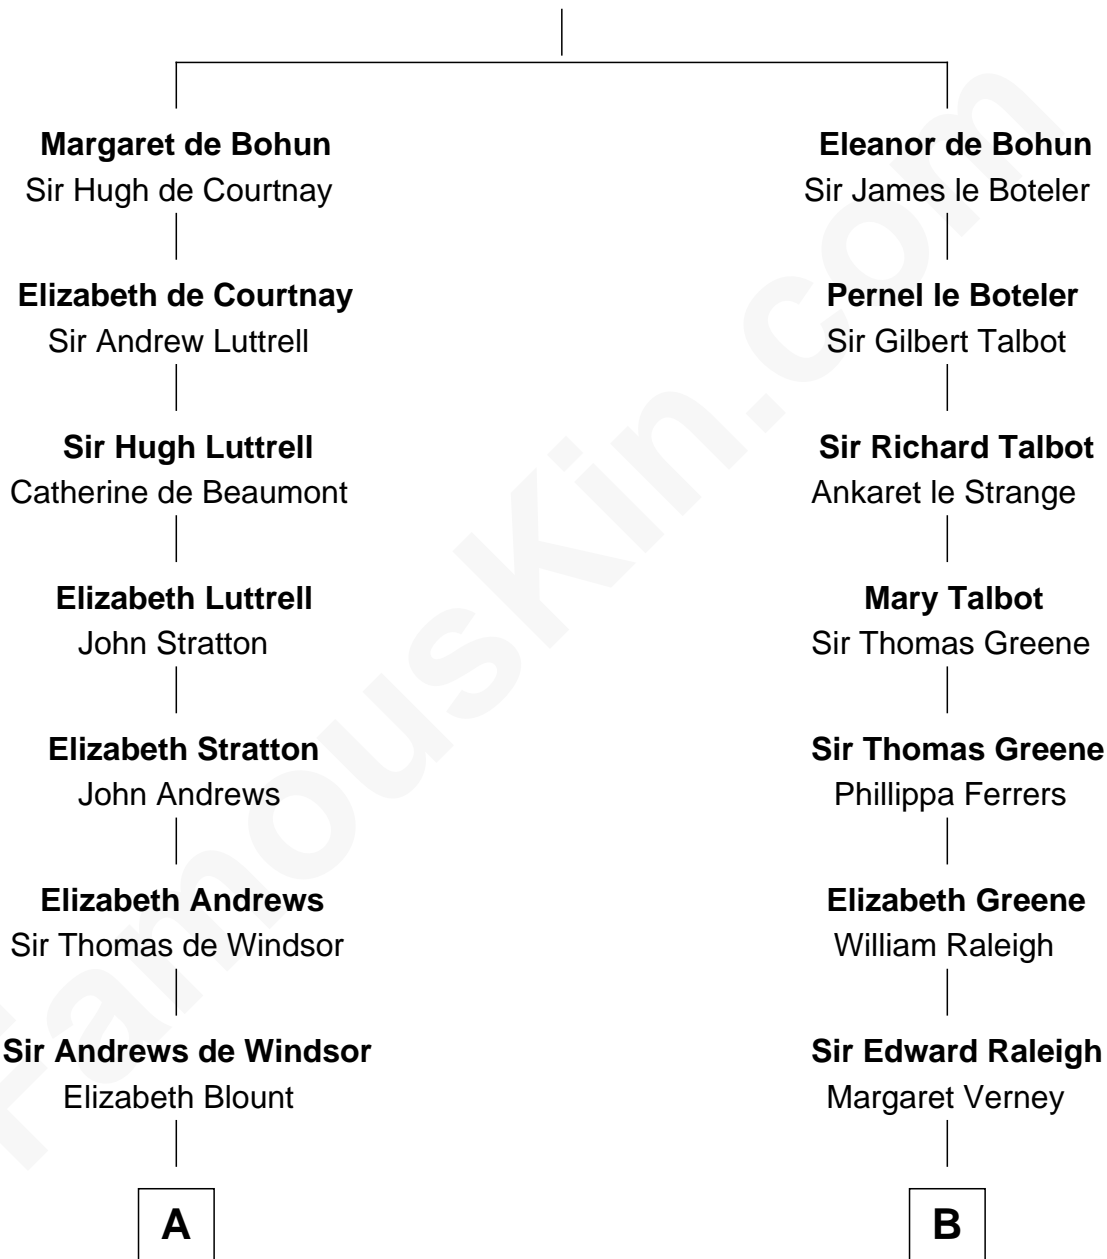 Margaret de Bohun
Sir Hugh de Courtnay
Elizabeth de Courtnay
Sir Andrew Luttrell
Sir Hugh Luttrell
Catherine de Beaumont
Elizabeth Luttrell
John Stratton
Elizabeth Stratton
John Andrews
Elizabeth Andrews
Sir Thomas de Windsor
Sir Andrews de Windsor
Elizabeth Blount
A
Eleanor de Bohun
Sir James le Boteler
Pernel le Boteler
Sir Gilbert Talbot
Sir Richard Talbot
Ankaret le Strange
Mary Talbot
Sir Thomas Greene
Sir Thomas Greene
Phillippa Ferrers
Elizabeth Greene
William Raleigh
Sir Edward Raleigh
Margaret Verney
B
FamousKin.com